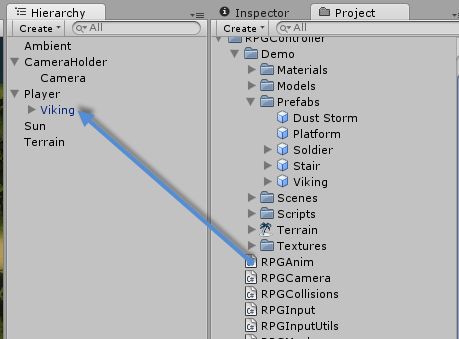 Hierarchy
Create All
Ambient
CameraHolder
Camera
Player
Viking
Sun
Terrain
Inspector Project
Create All
RPGController
Demo
Materials
Models
Prefabs
Dust Storm
Platform
Soldier
Stair
Viking
Scenes
Scripts
Terrain
Textures
RPGAnim
RPGCamera
RPGCollisions
RPGInput
RPGInputUtils